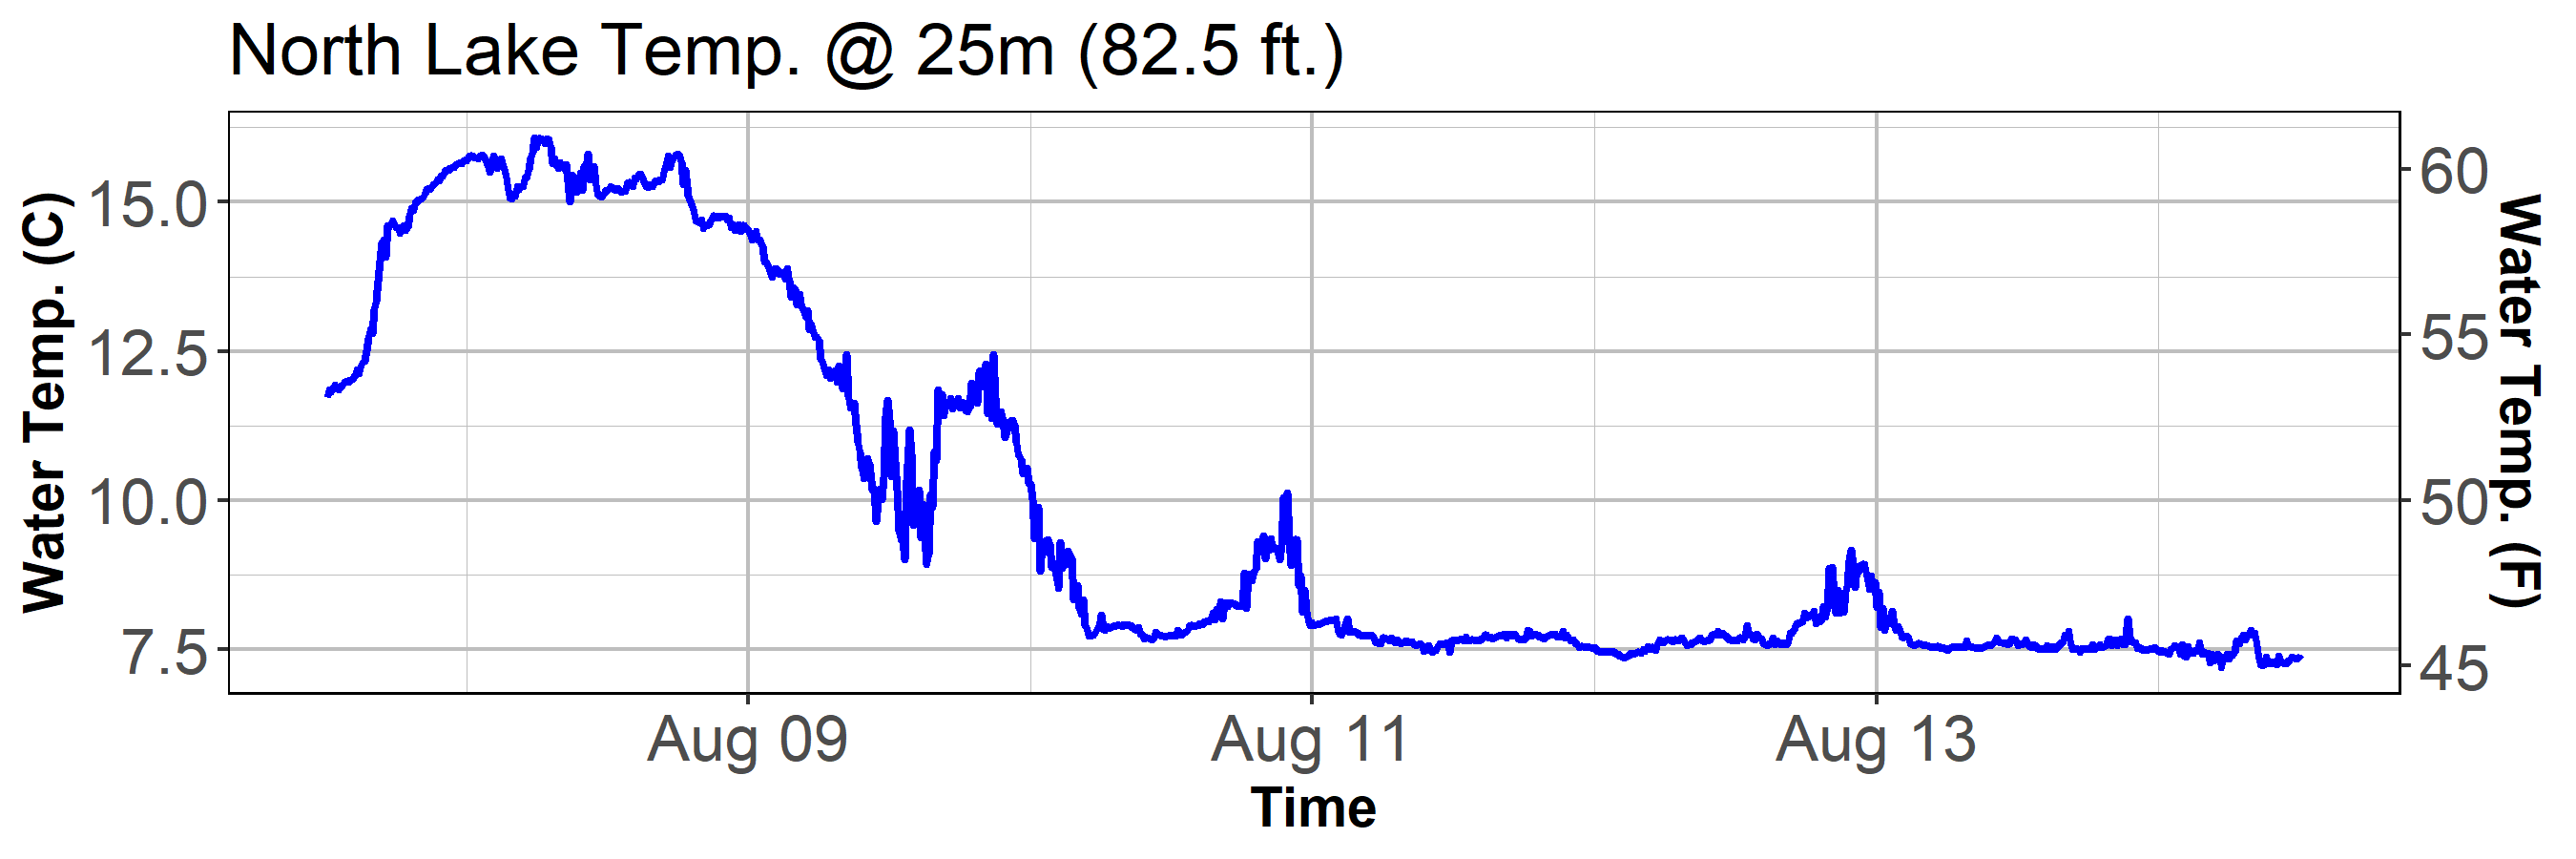 North Lake Temp. @ 25m (82.5 ft.)
Water Temp. (C)
15.0
12.5
10.0
7.5
60
55
50
45
Water Temp. (F)
Aug 09
Aug 11
Aug 13
Time